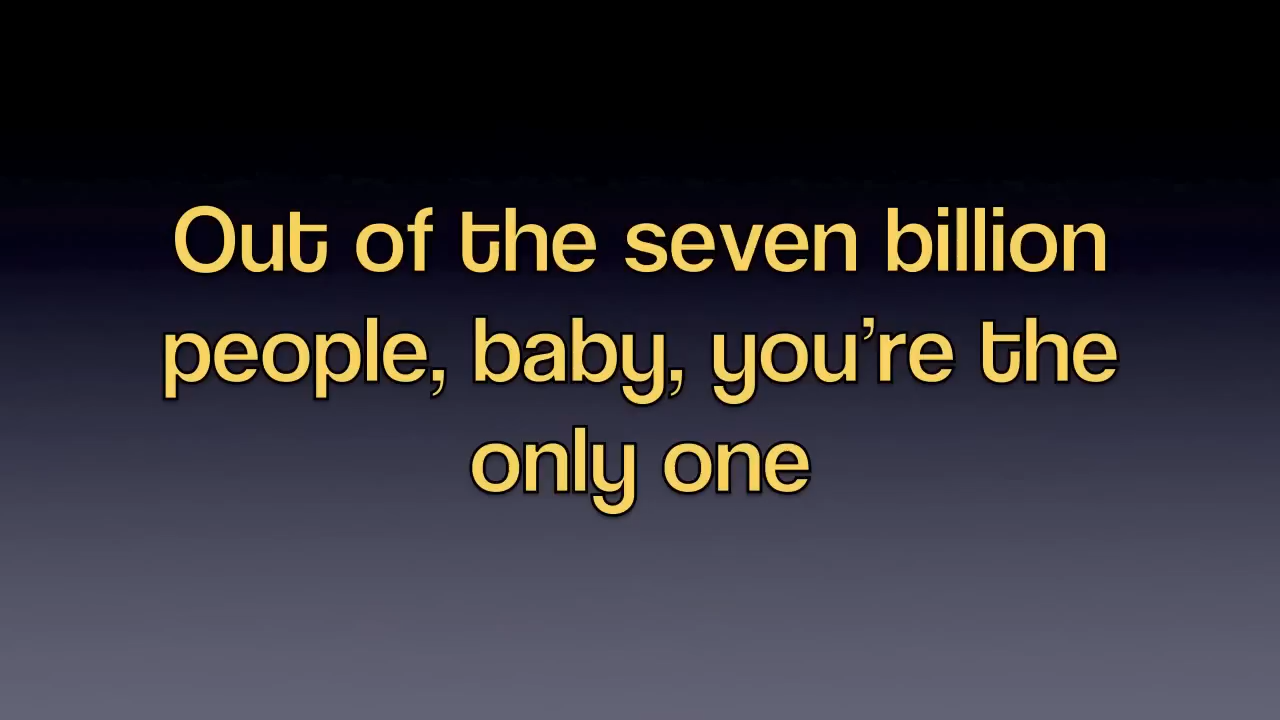 Out of the seven billion
people, baby, you’re the
only one